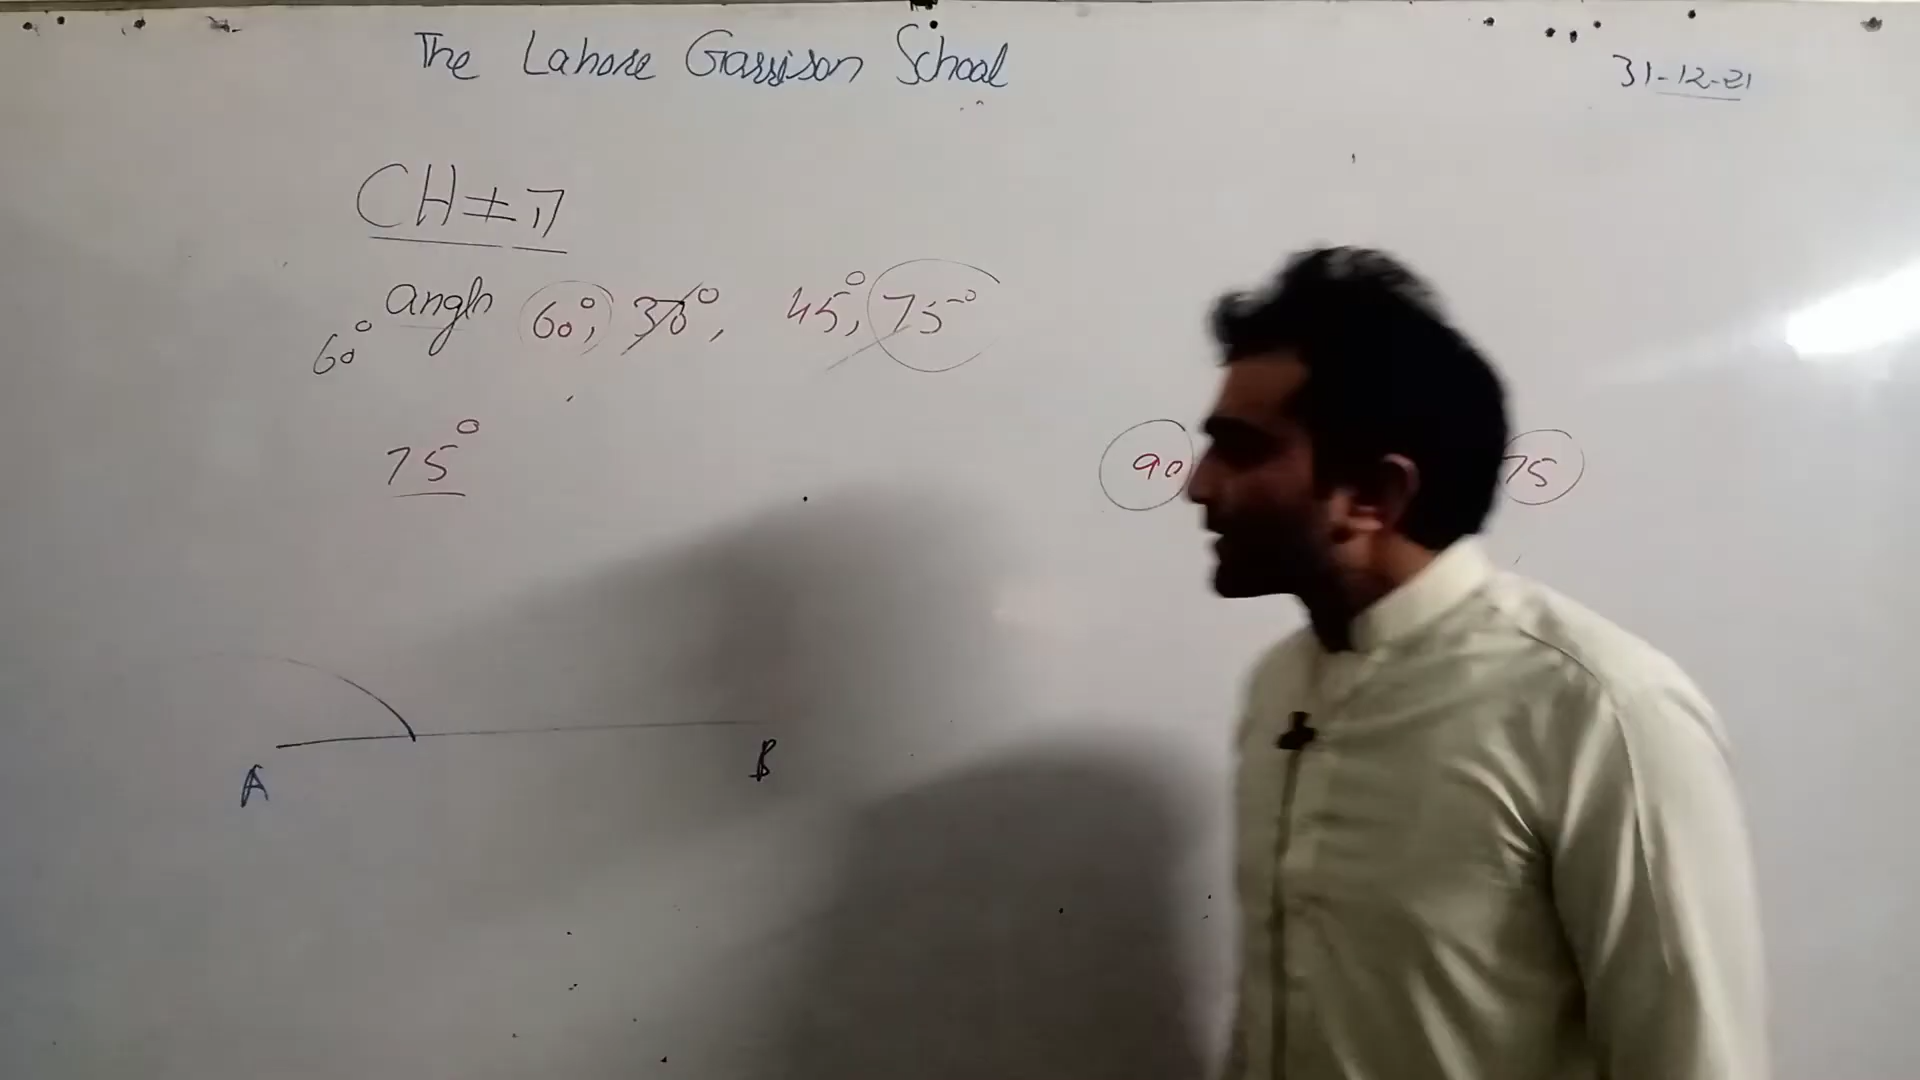 The Lahore Garrison School
31-12-21
CH # 7
angle 60°, 30°, 45°, 75°
60°
75°
90
75
A
B